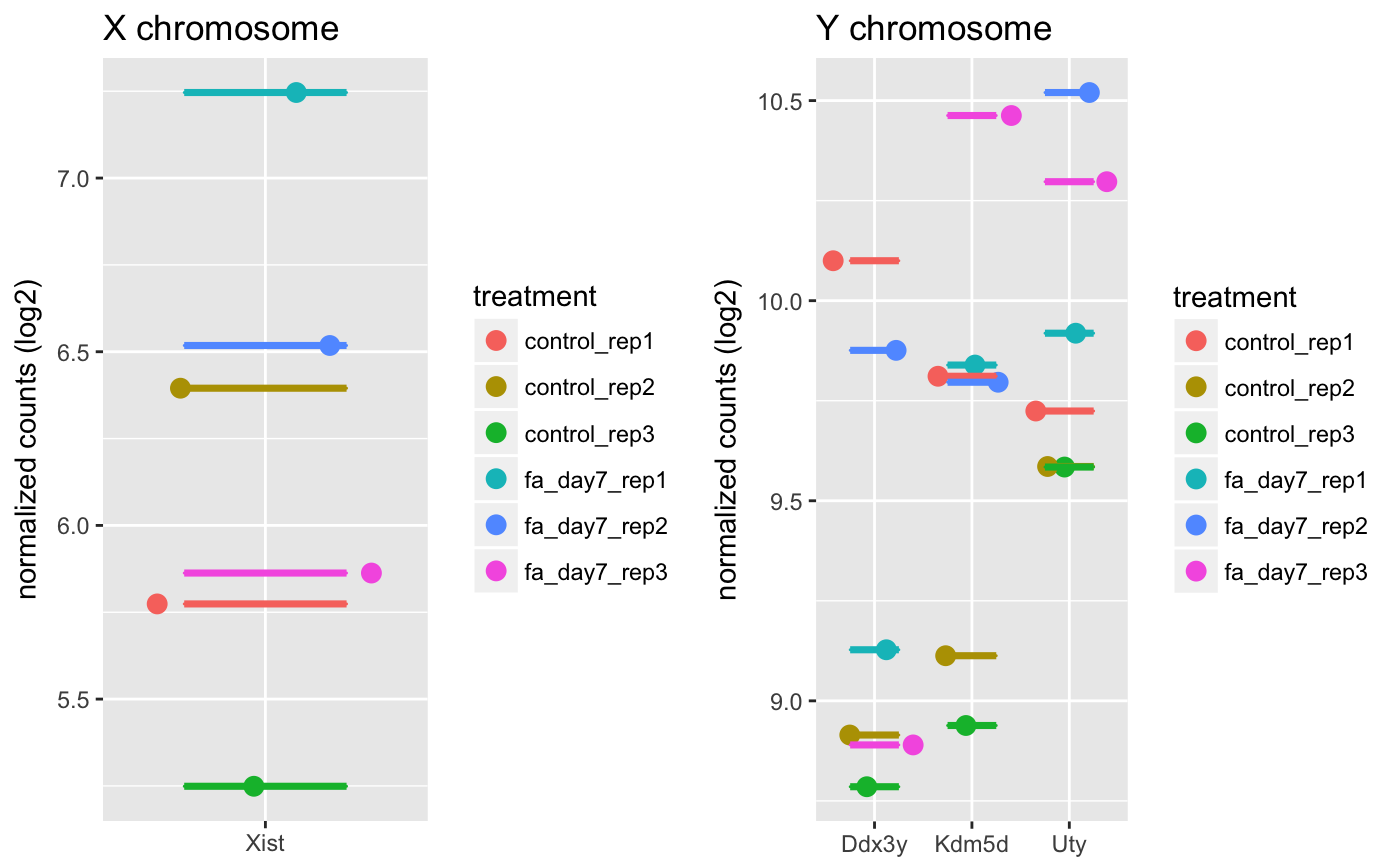 X chromosome
normalized counts (log2)
7.0
6.5
6.0
5.5
Xist
treatment
control_rep1
control_rep2
control_rep3
fa_day7_rep1
fa_day7_rep2
fa_day7_rep3
Y chromosome
normalized counts (log2)
10.5
10.0
9.5
9.0
Ddx3y Kdm5d Uty
treatment
control_rep1
control_rep2
control_rep3
fa_day7_rep1
fa_day7_rep2
fa_day7_rep3